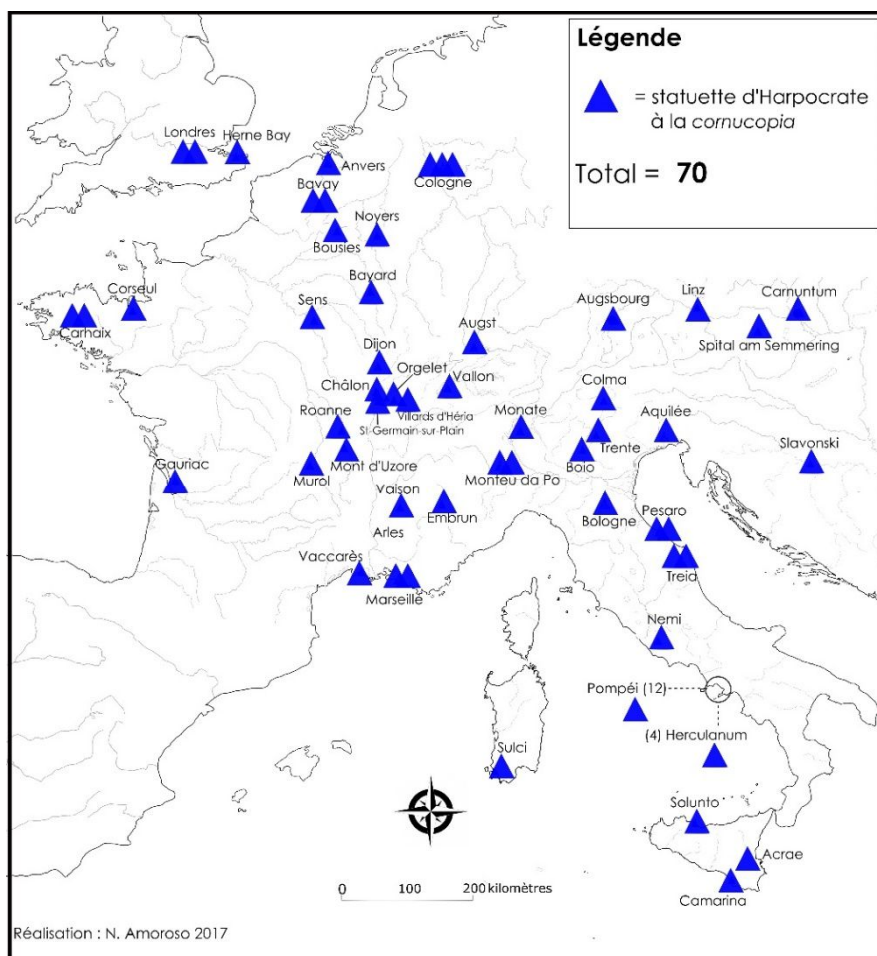 Légende
= statuette d'Harpocrate
à la cornucopia
Total = 70
Londres
Herne Bay
Anvers
Cologne
Bavay
Noyers
Bousies
Bayard
Corseul
Carhaix
Sens
Augst
Augsbourg
Linz
Carnuntum
Spital am Semmering
Dijon
Orgelet
Châlon
Vallon
Villards d'Héria
St-Germain-sur-Plain
Roanne
Mont d'Uzore
Murol
Gauriac
Colma
Monate
Trente
Aquilée
Baio
Slavonski
Monteu da Po
Vaison
Embrun
Arles
Bologne
Pesaro
Vaccarès
Marseille
Treia
Nemi
Pompéi (12)
(4) Herculanum
Sulci
Solunto
Acrae
Camarina
0 100 200 kilomètres
Réalisation : N. Amoroso 2017